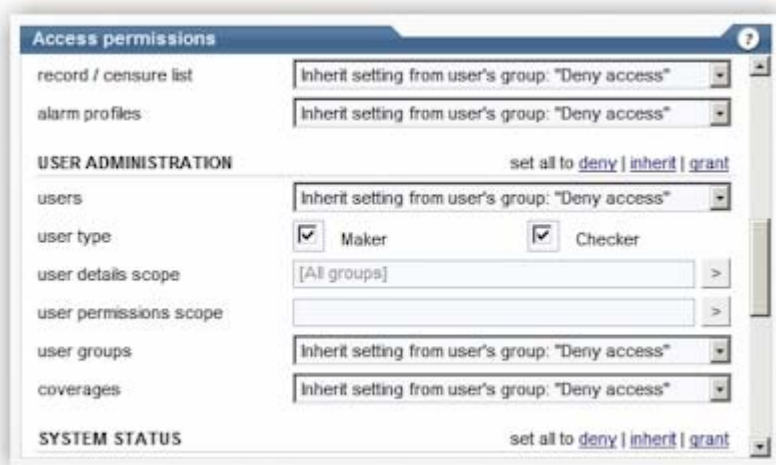 Access permissions ?
record / censure list Inherit setting from user's group: "Deny access"
alarm profiles Inherit setting from user's group: "Deny access"
USER ADMINISTRATION set all to deny | inherit | grant
users Inherit setting from user's group: "Deny access"
user type Maker Checker
user details scope [All groups] >
user permissions scope >
user groups Inherit setting from user's group: "Deny access"
coverages Inherit setting from user's group: "Deny access"
SYSTEM STATUS set all to deny | inherit | grant